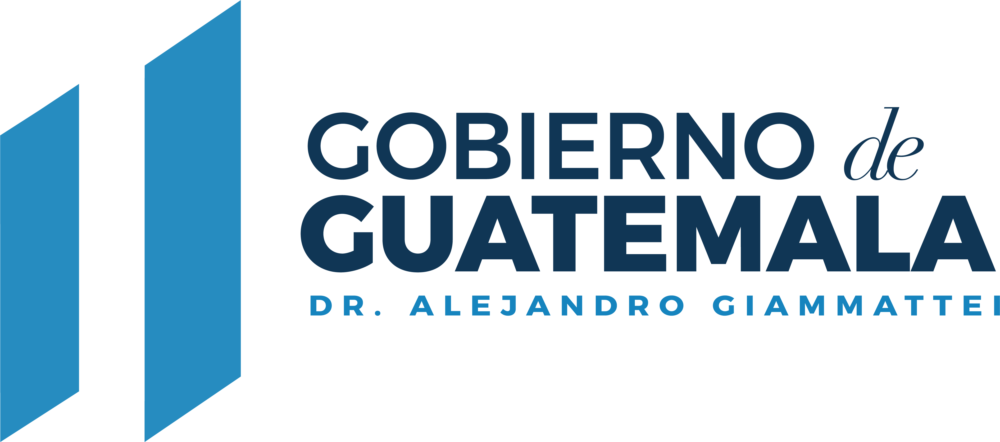 GOBIERNO de
GUATEMALA
DR. ALEJANDRO GIAMMATTEI